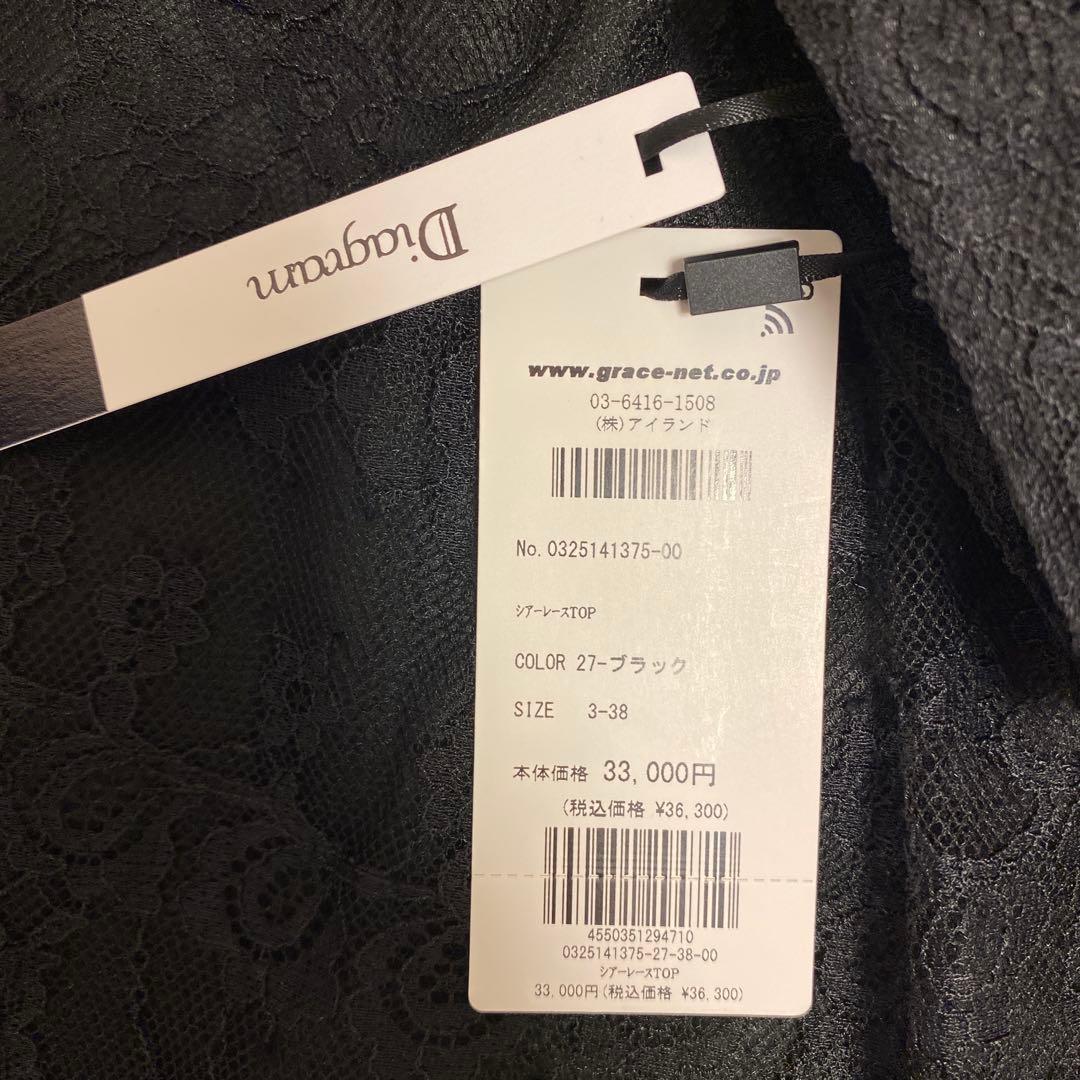 Diagram
www.grace-net.co.jp
03-6416-1508
(株)アイランド
No. 0325141375-00
シアーレースTOP
COLOR 27-ブラック
SIZE 3-38
本体価格 33,000円
(税込価格 ¥36,300)
4550351294710
0325141375-27-38-00
シアーレースTOP
33,000円(税込価格 ¥36,300)